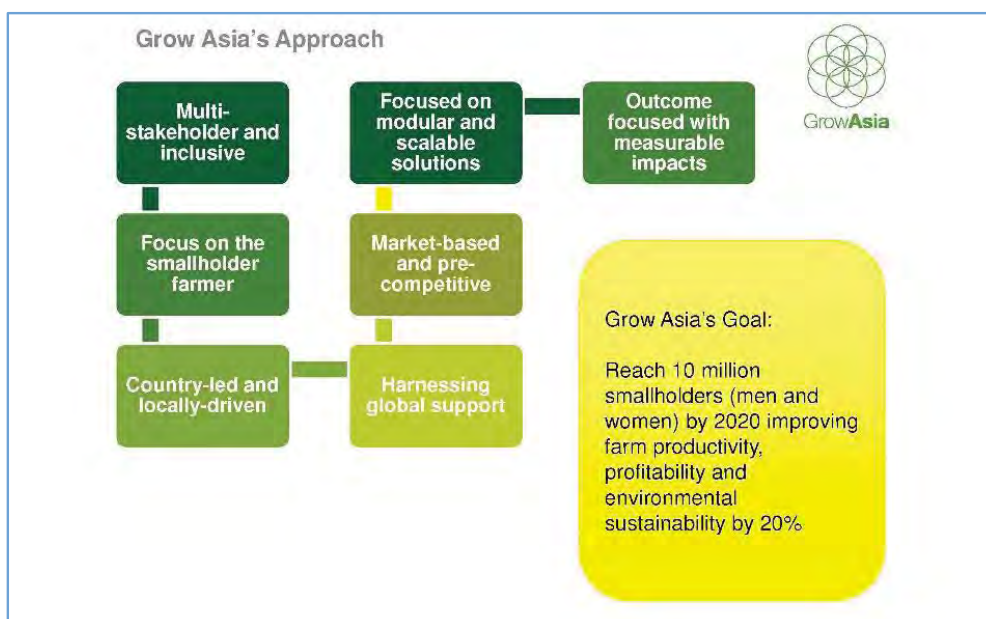 Grow Asia's Approach
GrowAsia
Multi-
stakeholder and
inclusive
Focus on the
smallholder
farmer
Country-led and
locally-driven
Harnessing
global support
Market-based
and pre-
competitive
Focused on
modular and
scalable
solutions
Outcome
focused with
measurable
impacts
Grow Asia's Goal:
Reach 10 million
smallholders (men and
women) by 2020 improving
farm productivity,
profitability and
environmental
sustainability by 20%